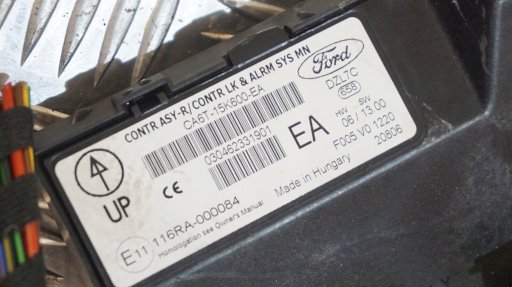 CONTR ASY-R/CONTR LK & ALRM SYS MN
CA6T-15K600-EA
Ford
DZL7C
658
HW SW
06 / 13.00
F005 V0 1220
20806
030462331901
EA
UP
CE
Made in Hungary
E11 116RA-000084
Homologation see Owners Manual